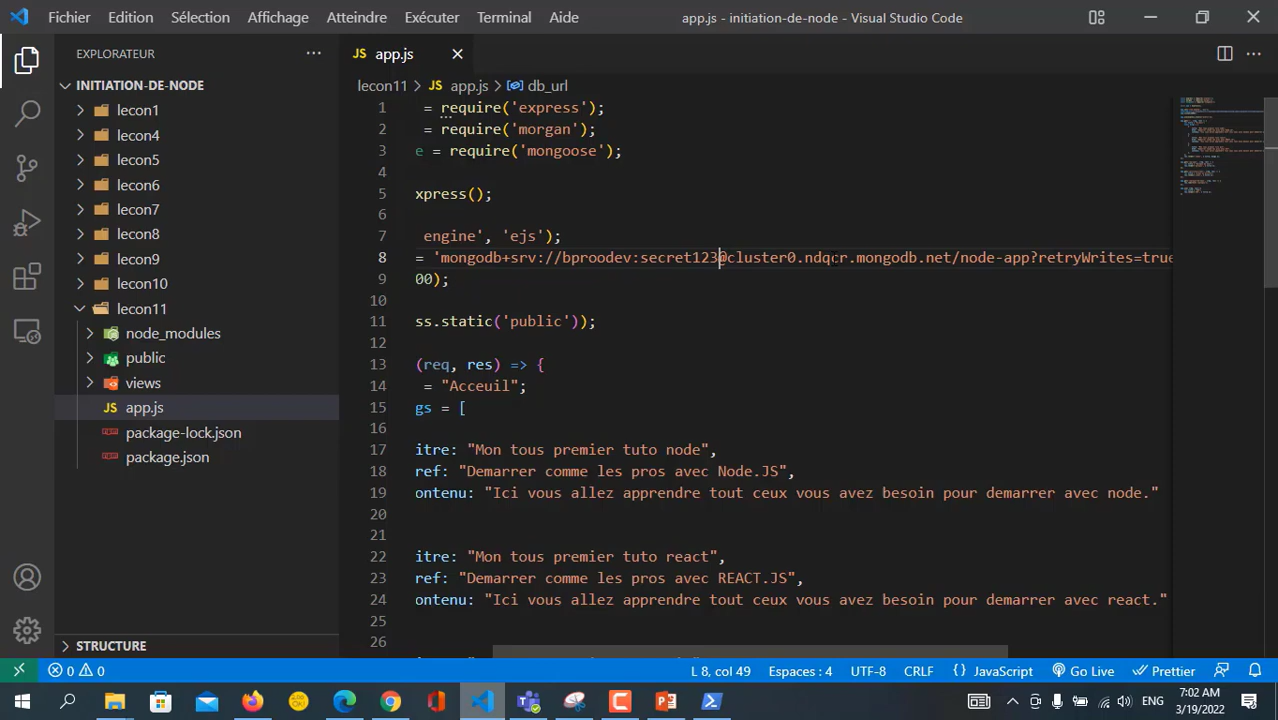 Fichier Edition Sélection Affichage Atteindre Exécuter Terminal Aide app.js - initiation-de-node - Visual Studio Code
EXPLORATEUR
INITIATION-DE-NODE
lecon1
lecon4
lecon5
lecon6
lecon7
lecon8
lecon9
lecon10
lecon11
node_modules
public
views
JS app.js
package-lock.json
package.json
STRUCTURE
JS app.js
lecon11 > JS app.js > db_url
1 = require('express');
2 = require('morgan');
3 e = require('mongoose');
4
5 xpress();
6
7 engine', 'ejs');
8 = 'mongodb+srv://bproodev:secret123@cluster0.ndqcr.mongodb.net/node-app?retryWrites=true
9 00);
10
11 ss.static('public'));
12
13 (req, res) => {
14 = "Acceuil";
15 gs = [
16
17 itre: "Mon tous premier tuto node",
18 ref: "Demarrer comme les pros avec Node.JS",
19 ontenu: "Ici vous allez apprendre tout ceux vous avez besoin pour demarrer avec node."
20
21
22 itre: "Mon tous premier tuto react",
23 ref: "Demarrer comme les pros avec REACT.JS",
24 ontenu: "Ici vous allez apprendre tout ceux vous avez besoin pour demarrer avec react."
25
26
0 0 L 8, col 49 Espaces : 4 UTF-8 CRLF {} JavaScript Go Live Prettier
ENG 7:02 AM
3/19/2022